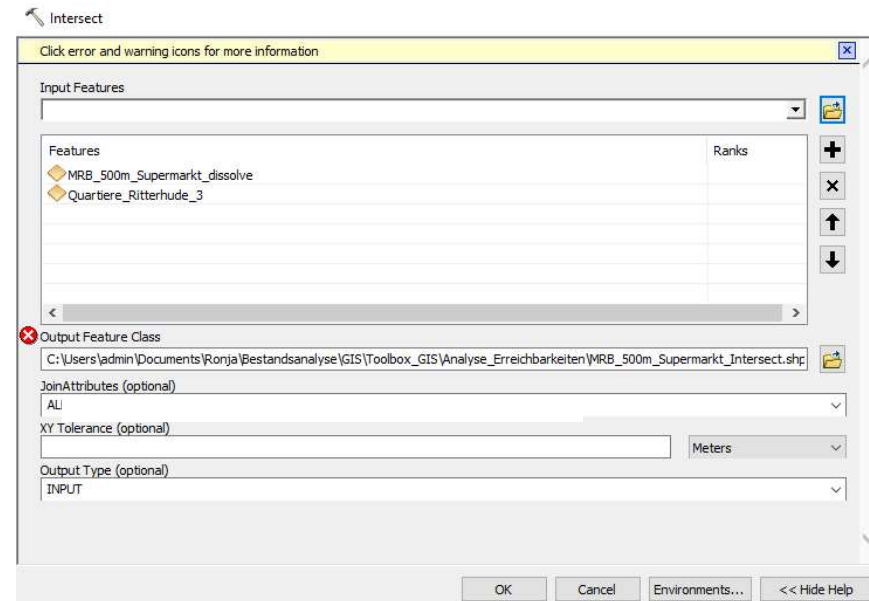 Intersect
Click error and warning icons for more information
Input Features
Features Ranks
MRB_500m_Supermarkt_dissolve
Quartiere_Ritterhude_3
Output Feature Class
C:\Users\admin\Documents\Ronja\Bestandsanalyse\GIS\Toolbox_GIS\Analyse_Erreichbarkeiten\MRB_500m_Supermarkt_Intersect.shp
JoinAttributes (optional)
XY Tolerance (optional)
Meters
Output Type (optional)
INPUT
OK Cancel Environments... << Hide Help